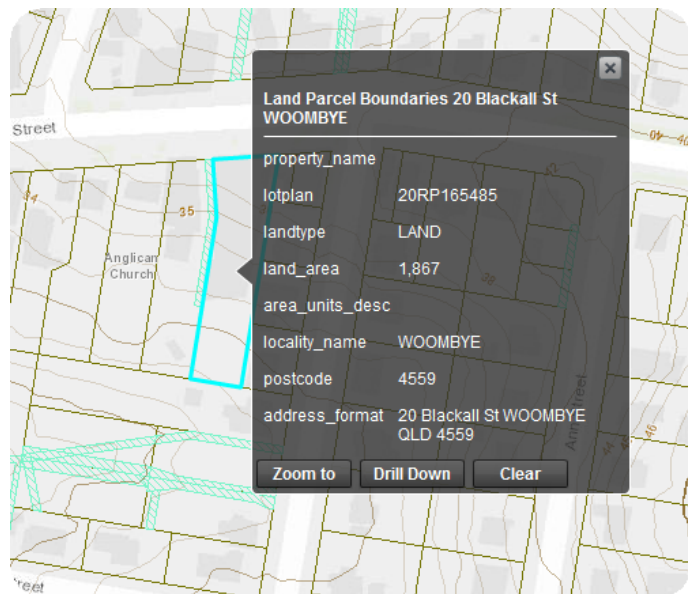 Land Parcel Boundaries 20 Blackall St
WOOMBYE
property_name
lotplan 20RP165485
landtype LAND
land_area 1,867
area_units_desc
locality_name WOOMBYE
postcode 4559
address_format 20 Blackall St WOOMBYE
QLD 4559
Zoom to Drill Down Clear
Street
40
42
34
35
Anglican
Church
38
Ann Street
44
46
reet